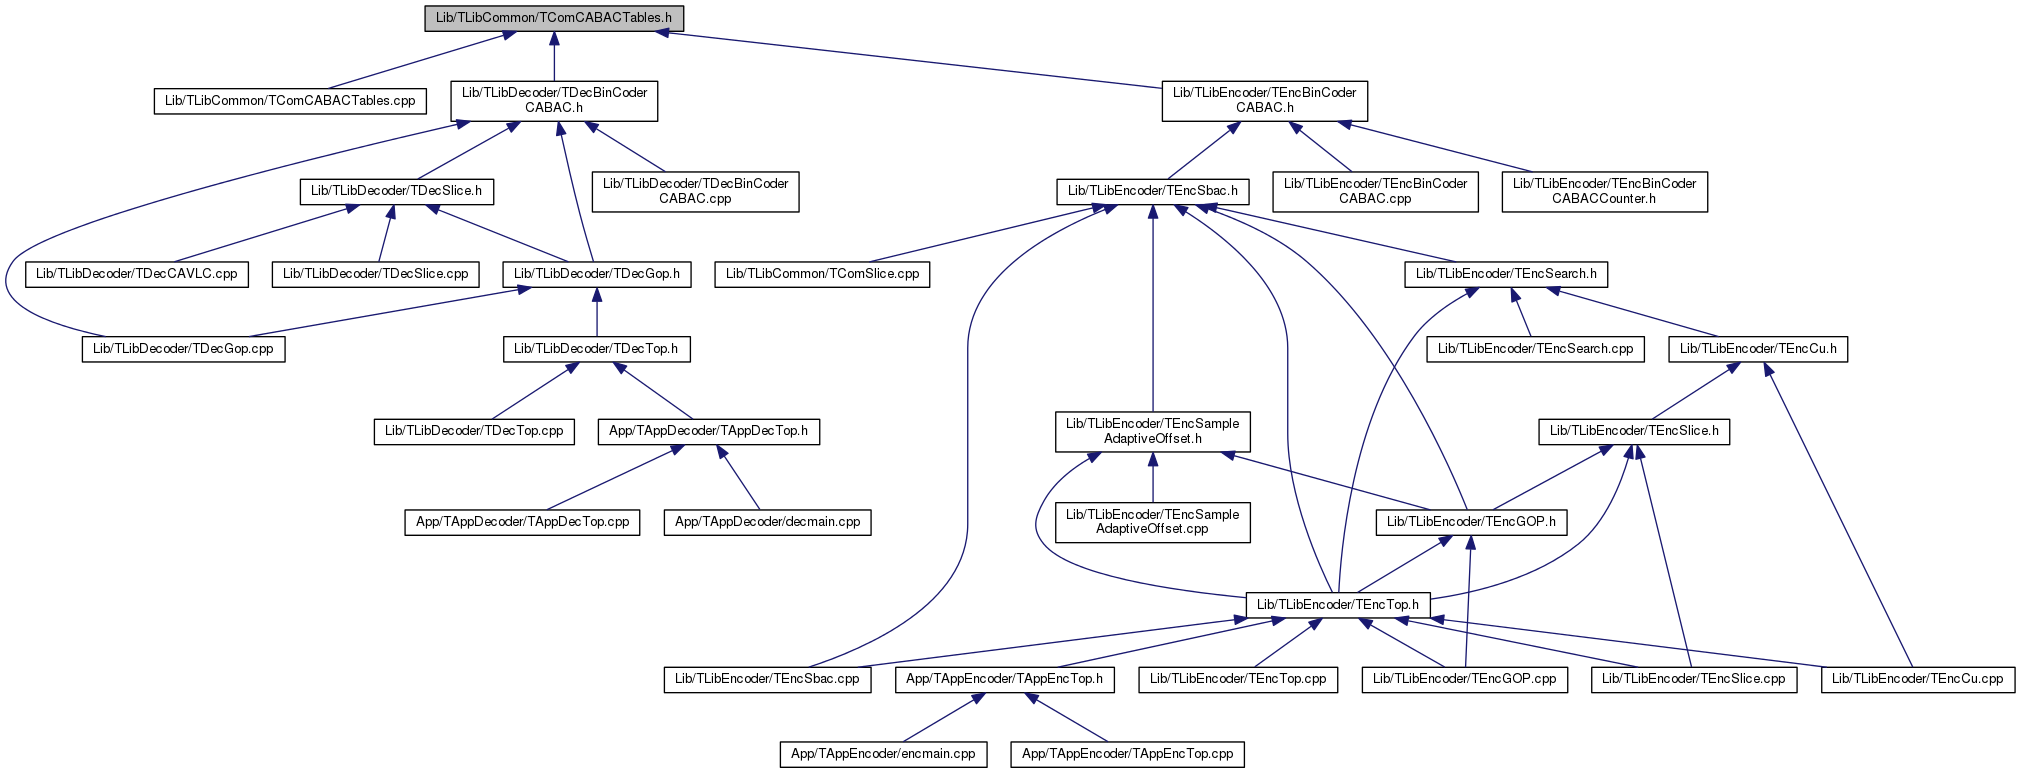 Lib/TLibCommon/TComCABACTables.h
Lib/TLibCommon/TComCABACTables.cpp
Lib/TLibDecoder/TDecBinCoder
CABAC.h
Lib/TLibEncoder/TEncBinCoder
CABAC.h
Lib/TLibDecoder/TDecSlice.h
Lib/TLibDecoder/TDecBinCoder
CABAC.cpp
Lib/TLibEncoder/TEncSbac.h
Lib/TLibEncoder/TEncBinCoder
CABAC.cpp
Lib/TLibEncoder/TEncBinCoder
CABACCounter.h
Lib/TLibDecoder/TDecCAVLC.cpp
Lib/TLibDecoder/TDecSlice.cpp
Lib/TLibDecoder/TDecGop.h
Lib/TLibCommon/TComSlice.cpp
Lib/TLibEncoder/TEncSearch.h
Lib/TLibDecoder/TDecGop.cpp
Lib/TLibDecoder/TDecTop.h
Lib/TLibEncoder/TEncSearch.cpp
Lib/TLibEncoder/TEncCu.h
Lib/TLibDecoder/TDecTop.cpp
App/TAppDecoder/TAppDecTop.h
Lib/TLibEncoder/TEncSample
AdaptiveOffset.h
Lib/TLibEncoder/TEncSlice.h
App/TAppDecoder/TAppDecTop.cpp
App/TAppDecoder/decmain.cpp
Lib/TLibEncoder/TEncSample
AdaptiveOffset.cpp
Lib/TLibEncoder/TEncGOP.h
Lib/TLibEncoder/TEncTop.h
Lib/TLibEncoder/TEncSbac.cpp
App/TAppEncoder/TAppEncTop.h
Lib/TLibEncoder/TEncTop.cpp
Lib/TLibEncoder/TEncGOP.cpp
Lib/TLibEncoder/TEncSlice.cpp
Lib/TLibEncoder/TEncCu.cpp
App/TAppEncoder/encmain.cpp
App/TAppEncoder/TAppEncTop.cpp